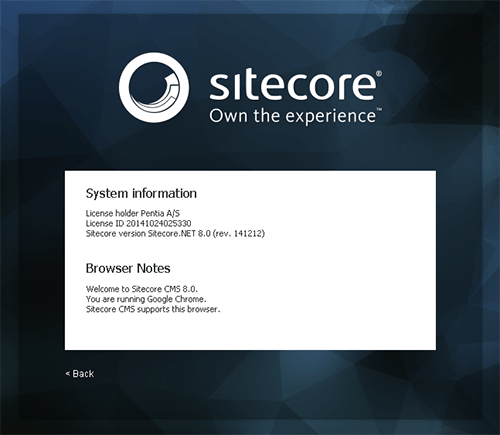 sitecore®
Own the experience™
System information
License holder Pentia A/S
License ID 20141024025330
Sitecore version Sitecore.NET 8.0 (rev. 141212)
Browser Notes
Welcome to Sitecore CMS 8.0.
You are running Google Chrome.
Sitecore CMS supports this browser.
< Back